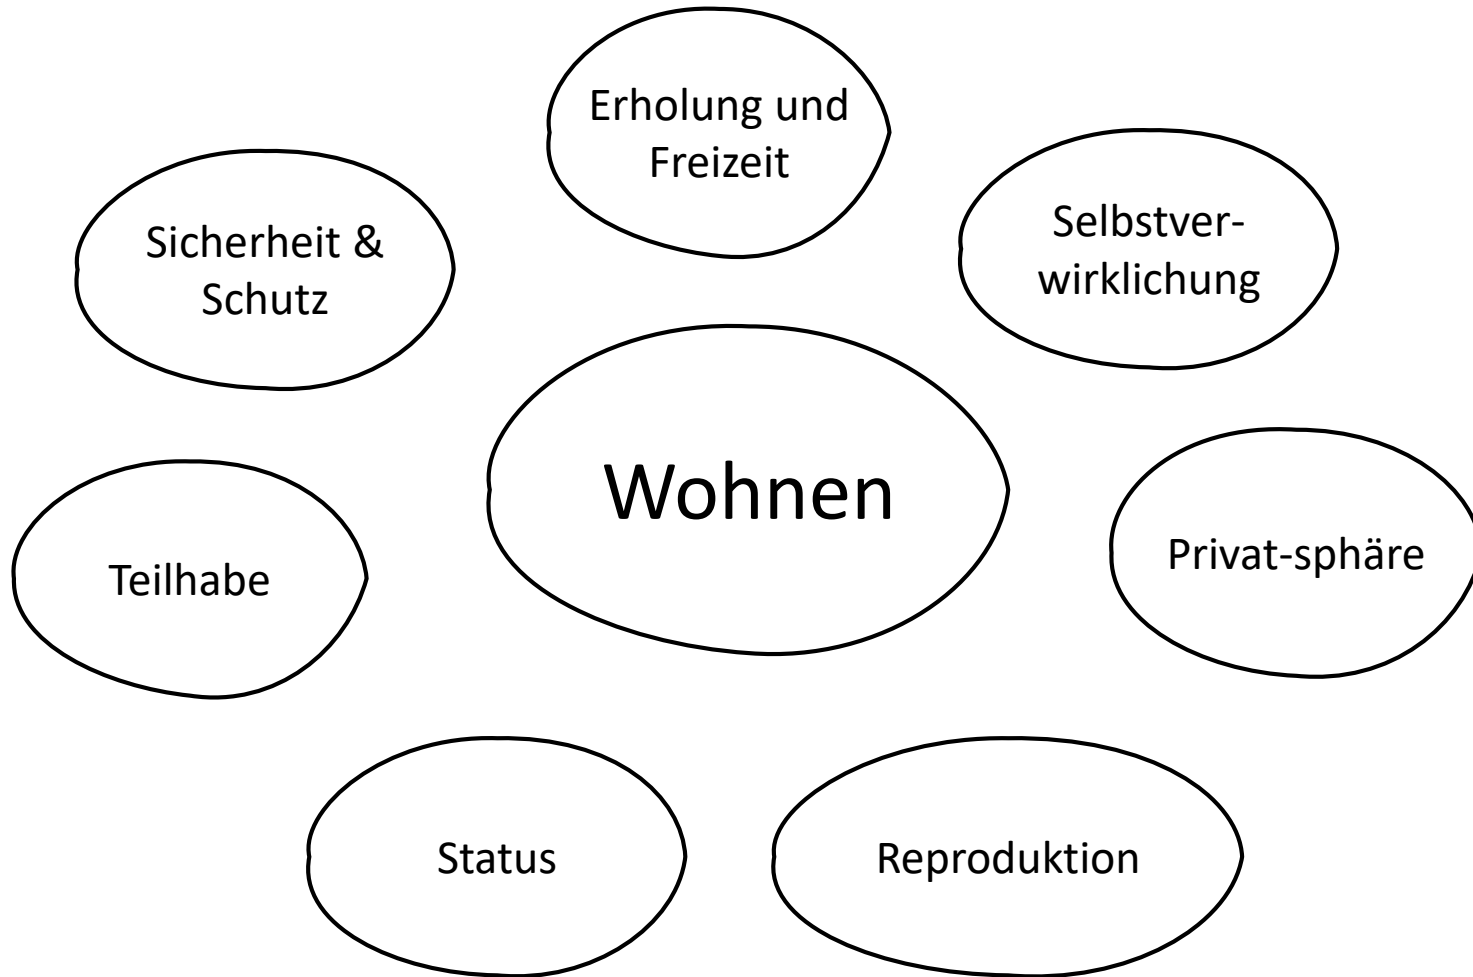 Erholung und
Freizeit
Selbstver-
wirklichung
Sicherheit &
Schutz
Wohnen
Privat-sphäre
Teilhabe
Status
Reproduktion